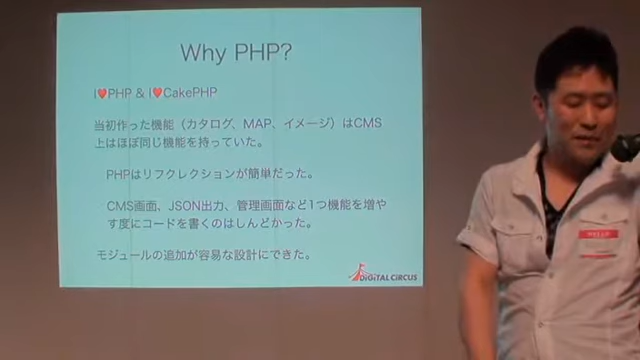 Why PHP?
I❤PHP & I❤CakePHP
当初作った機能（カタログ、MAP、イメージ）はCMS
上はほぼ同じ機能を持っていた。
PHPはリフクレクションが簡単だった。
CMS画面、JSON出力、管理画面など1つ機能を増や
す度にコードを書くのはしんどかった。
モジュールの追加が容易な設計にできた。
DiGiTAL CiRCUS